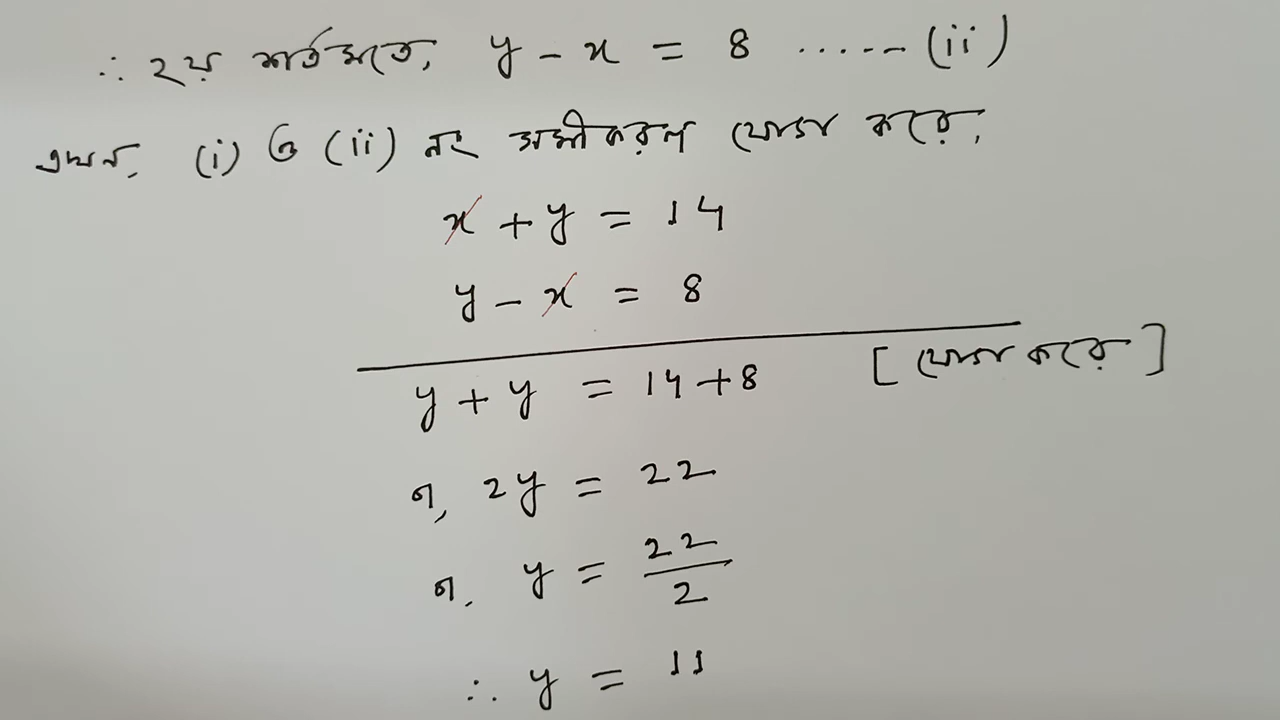 ∴ ২য় শর্তমতে, y - x = 8 ..... (ii)
এখন, (i) ও (ii) নং সমীকরণ যোগ করে,
x + y = 14
y - x = 8
y + y = 14 + 8 [যোগ করে]
বা, 2y = 22
বা, y = 22/2
∴ y = 11